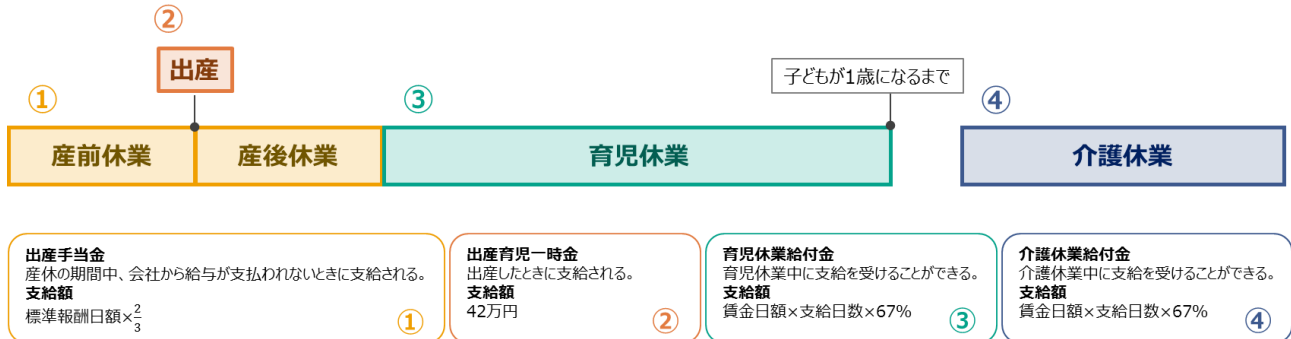 ②
出産
子どもが1歳になるまで
①
③
④
産前休業
産後休業
育児休業
介護休業
出産手当金
産休の期間中、会社から給与が支払われないときに支給される。
支給額
標準報酬日額×2/3
①
出産育児一時金
出産したときに支給される。
支給額
42万円
②
育児休業給付金
育児休業中に支給を受けることができる。
支給額
賃金日額×支給日数×67%
③
介護休業給付金
介護休業中に支給を受けることができる。
支給額
賃金日額×支給日数×67%
④